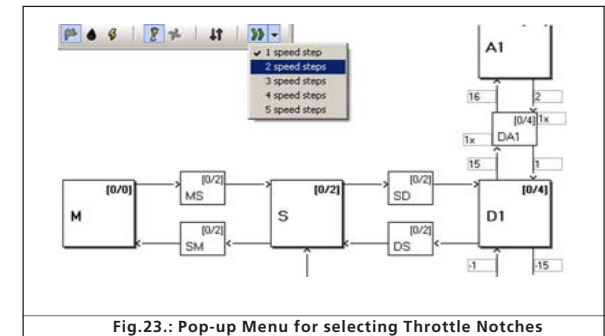 1 speed step
2 speed steps
3 speed steps
4 speed steps
5 speed steps
A1
16
2
[0/4]
1x
1x
DA1
15
1
[0/0]
M
[0/2]
MS
[0/2]
S
[0/2]
SD
[0/4]
D1
[0/2]
SM
[0/2]
DS
-1
-15
Fig.23.: Pop-up Menu for selecting Throttle Notches